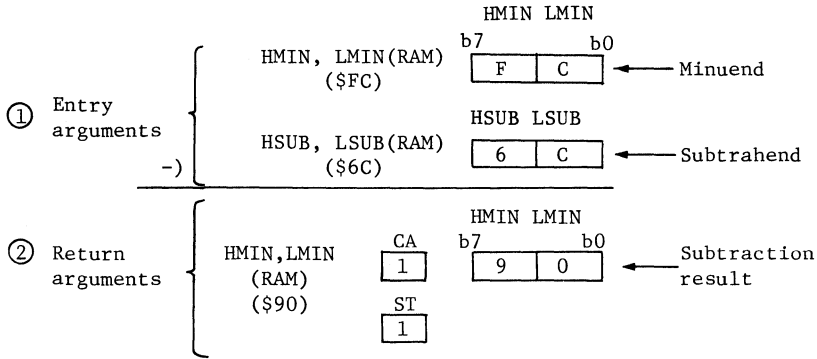 HMIN LMIN
b7 b0
HMIN, LMIN(RAM) F C Minuend
($FC)
① Entry
arguments
HSUB LSUB
HSUB, LSUB(RAM) 6 C Subtrahend
-) ($6C)
HMIN LMIN
CA b7 b0
② Return HMIN,LMIN 1 9 0 Subtraction
arguments (RAM) result
($90) ST
1